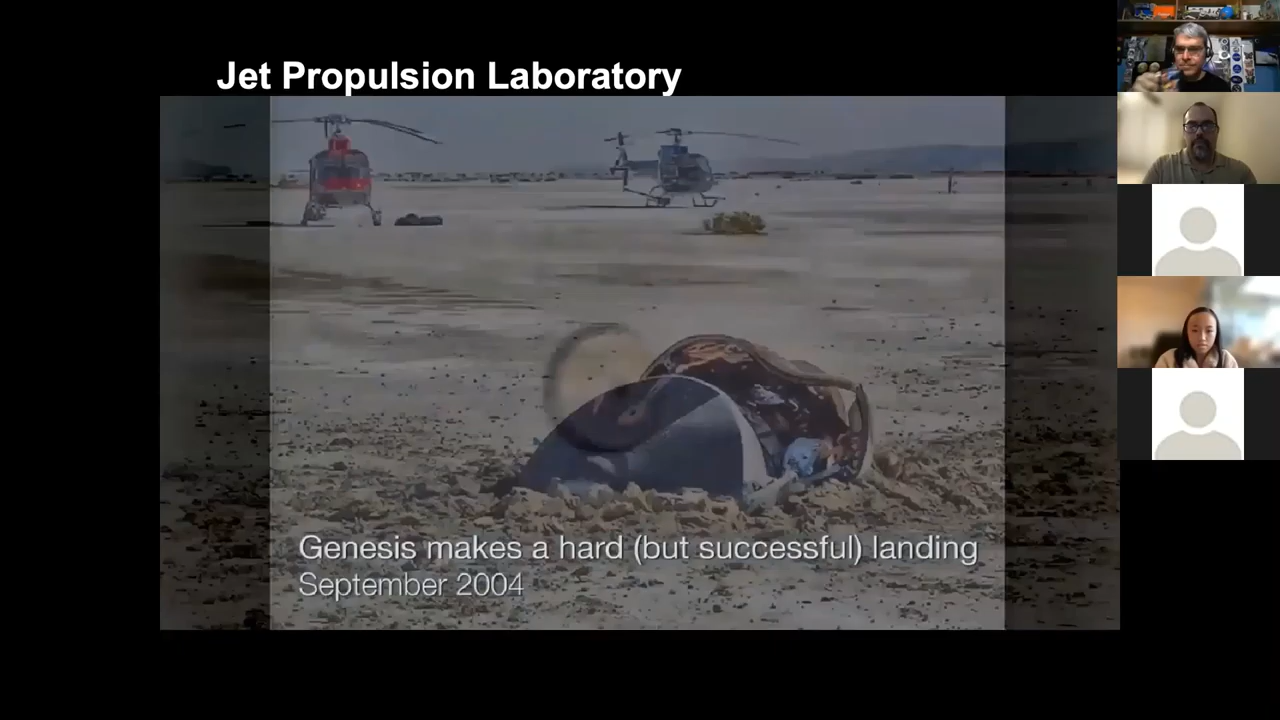 Jet Propulsion Laboratory
Genesis makes a hard (but successful) landing
September 2004